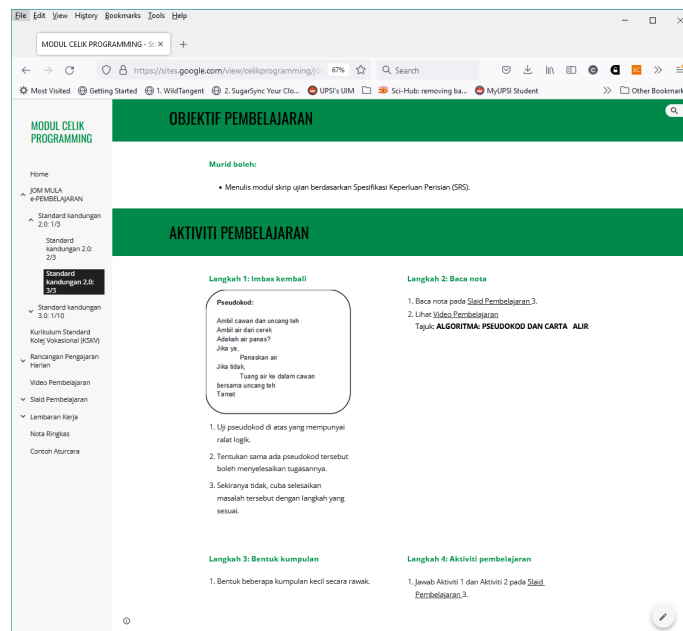 File Edit View History Bookmarks Tools Help
MODUL CELIK PROGRAMMING - St
https://sites.google.com/view/celikprogramming/jo 67% Search
Most Visited Getting Started 1. WildTangent 2. SugarSync Your Clo... UPSI's UIM Sci-Hub: removing ba... MyUPSI Student Other Bookmark
MODUL CELIK
PROGRAMMING
Home
JOM MULA
e-PEMBELAJARAN
Standard kandungan
2.0: 1/3
Standard
kandungan 2.0:
2/3
Standard
kandungan 2.0:
3/3
Standard kandungan
3.0: 1/10
Kurikulum Standard
Kolej Vokasional (KSKV)
Rancangan Pengajaran
Harian
Video Pembelajaran
Slaid Pembelajaran
Lembaran Kerja
Nota Ringkas
Contoh Aturcara
OBJEKTIF PEMBELAJARAN
Murid boleh:
Menulis modul skrip ujian berdasarkan Spesifikasi Keperluan Perisian (SRS).
AKTIVITI PEMBELAJARAN
Langkah 1: Imbas kembali
Pseudokod:
Ambil cawan dan uncang teh
Ambil air dari cerek
Adakah air panas?
Jika ya,
Panaskan air
Jika tidak,
Tuang air ke dalam cawan
bersama uncang teh
Tamat
1. Uji pseudokod di atas yang mempunyai
ralat logik.
2. Tentukan sama ada pseudokod tersebut
boleh menyelesaikan tugasannya.
3. Sekiranya tidak, cuba selesaikan
masalah tersebut dengan langkah yang
sesuai.
Langkah 2: Baca nota
1. Baca nota pada Slaid Pembelajaran 3.
2. Lihat Video Pembelajaran
Tajuk: ALGORITMA: PSEUDOKOD DAN CARTA ALIR
Langkah 3: Bentuk kumpulan
1. Bentuk beberapa kumpulan kecil secara rawak.
Langkah 4: Aktiviti pembelajaran
1. Jawab Aktiviti 1 dan Aktiviti 2 pada Slaid
Pembelajaran 3.